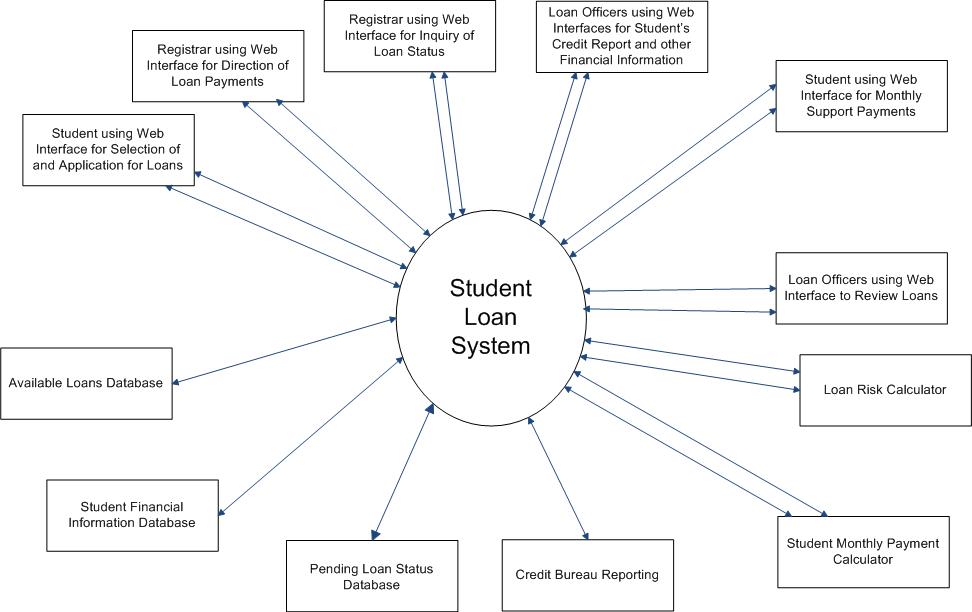 Registrar using Web
Interface for Inquiry of
Loan Status
Loan Officers using Web
Interfaces for Student's
Credit Report and other
Financial Information
Registrar using Web
Interface for Direction of
Loan Payments
Student using Web
Interface for Monthly
Support Payments
Student using Web
Interface for Selection of
and Application for Loans
Student
Loan
System
Loan Officers using Web
Interface to Review Loans
Available Loans Database
Loan Risk Calculator
Student Financial
Information Database
Pending Loan Status
Database
Credit Bureau Reporting
Student Monthly Payment
Calculator